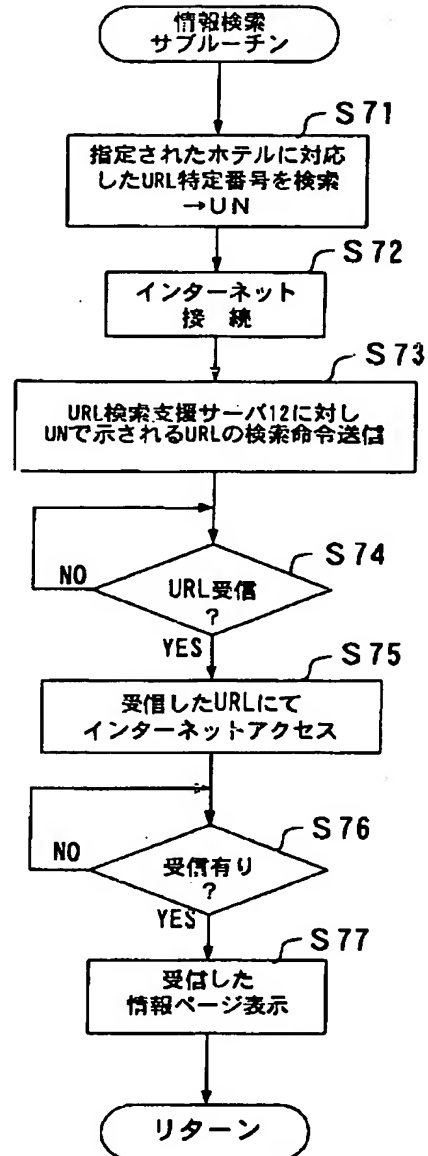 情報検索
サブルーチン
S71
指定されたホテルに対応
したURL特定番号を検索
→UN
S72
インターネット
接 続
S73
URL検索支援サーバ12に対し
UNで示されるURLの検索命令送信
S74
URL受信
?
NO
YES
S75
受信したURLにて
インターネットアクセス
S76
受信有り
?
NO
YES
S77
受信した
情報ページ表示
リターン